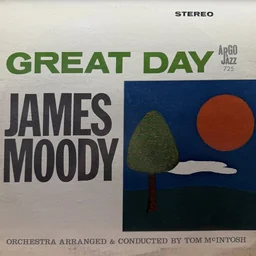 STEREO
GREAT DAY
ARGO
JAZZ
725
JAMES
MOODY
ORCHESTRA ARRANGED & CONDUCTED BY TOM McINTOSH